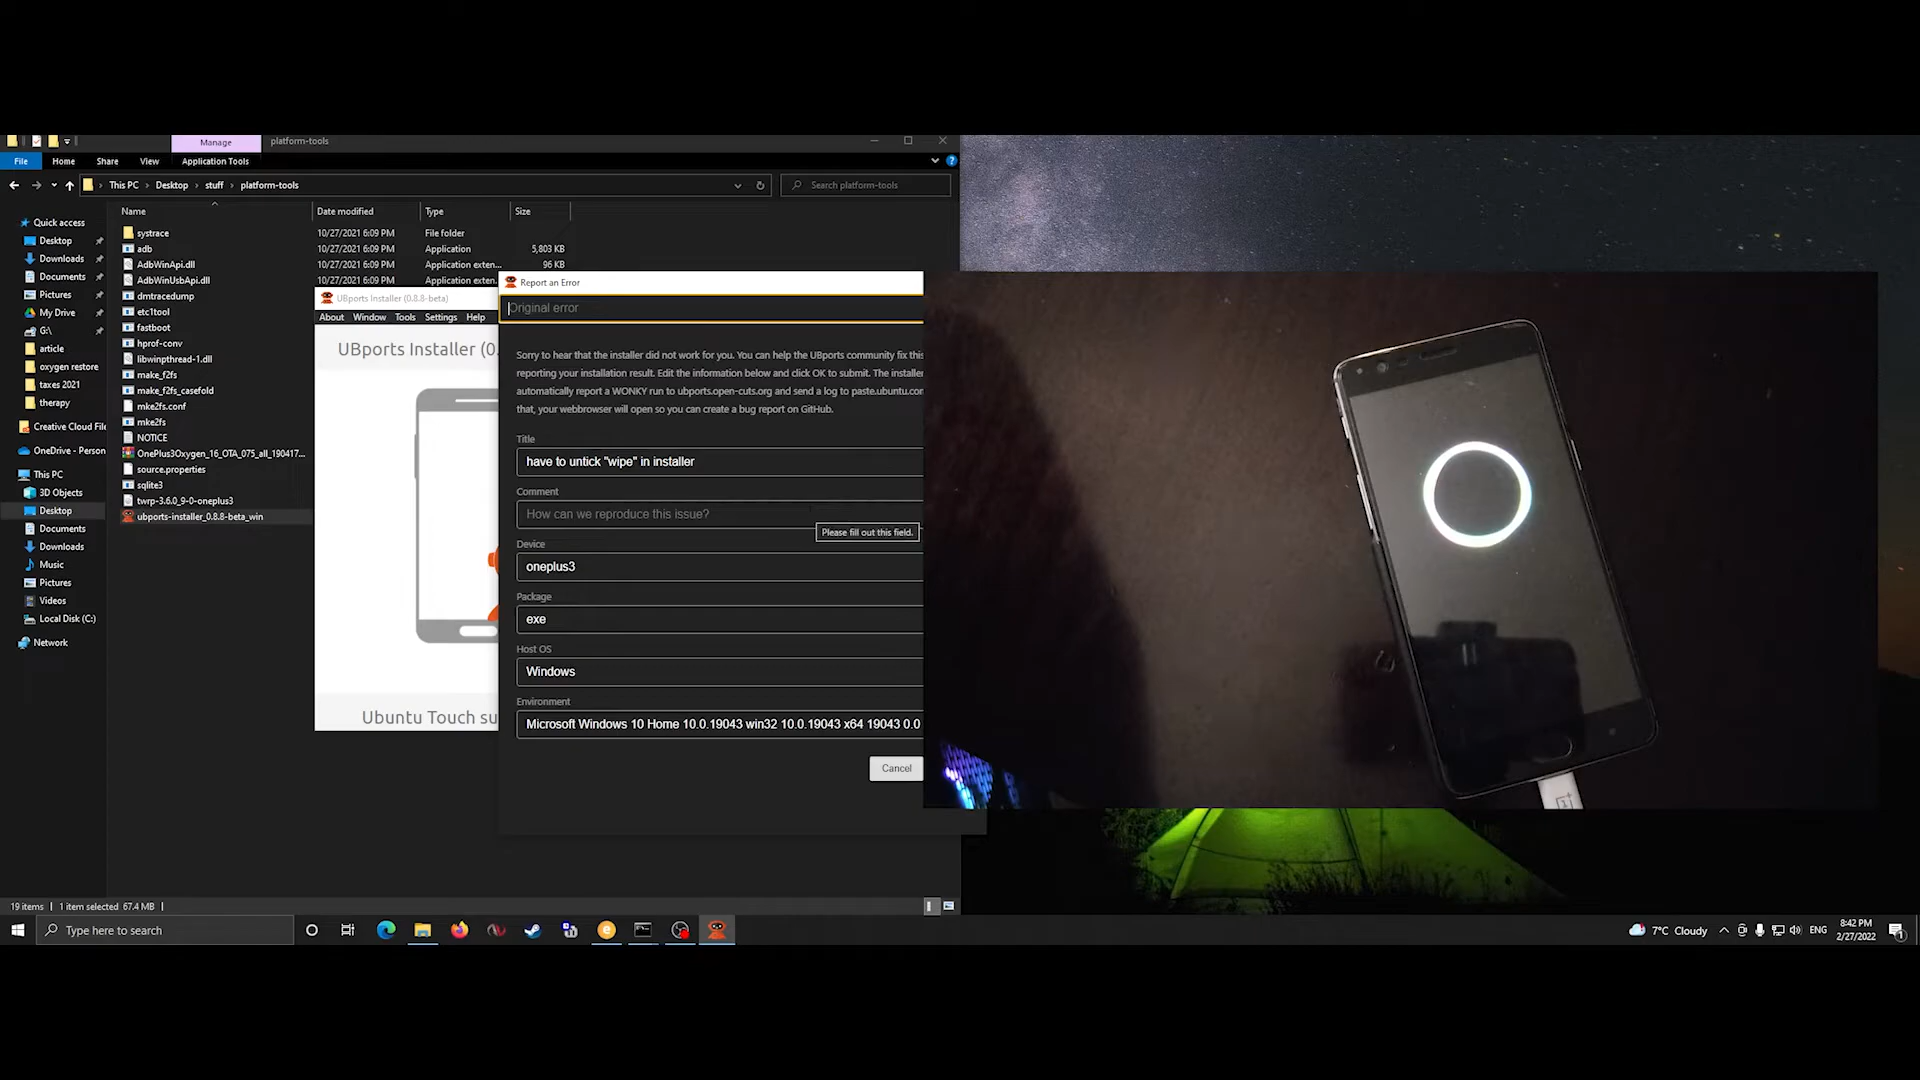 Manage
platform-tools
File
Home
Share
View
Application Tools
This PC
Desktop
stuff
platform-tools
Search platform-tools
Name
Date modified
Type
Size
Quick access
Desktop
Downloads
Documents
Pictures
My Drive
G:\
article
oxygen restore
taxes 2021
therapy
Creative Cloud File
OneDrive - Person
This PC
3D Objects
Desktop
Documents
Downloads
Music
Pictures
Videos
Local Disk (C:)
Network
systrace 10/27/2021 6:09 PM File folder
adb 10/27/2021 6:09 PM Application 5,803 KB
AdbWinApi.dll 10/27/2021 6:09 PM Application exten... 96 KB
AdbWinUsbApi.dll 10/27/2021 6:09 PM Application exten...
dmtracedump
etc1tool
fastboot
hprof-conv
libwinpthread-1.dll
make_f2fs
make_f2fs_casefold
mke2fs.conf
mke2fs
NOTICE
OnePlus3Oxygen_16_OTA_075_all_190417...
source.properties
sqlite3
twrp-3.6.0_9-0-oneplus3
ubports-installer_0.8.8-beta_win
UBports Installer (0.8.8-beta)
About Window Tools Settings Help
UBports Installer (0.
Ubuntu Touch su
Report an Error
Original error
Sorry to hear that the installer did not work for you. You can help the UBports community fix this
reporting your installation result. Edit the information below and click OK to submit. The installer
automatically report a WONKY run to ubports.open-cuts.org and send a log to paste.ubuntu.com
that, your webbrowser will open so you can create a bug report on GitHub.
Title
have to untick "wipe" in installer
Comment
How can we reproduce this issue?
Please fill out this field.
Device
oneplus3
Package
exe
Host OS
Windows
Environment
Microsoft Windows 10 Home 10.0.19043 win32 10.0.19043 x64 19043 0.0
Cancel
19 items
1 item selected 67.4 MB
Type here to search
7°C Cloudy
ENG
8:42 PM
2/27/2022
1